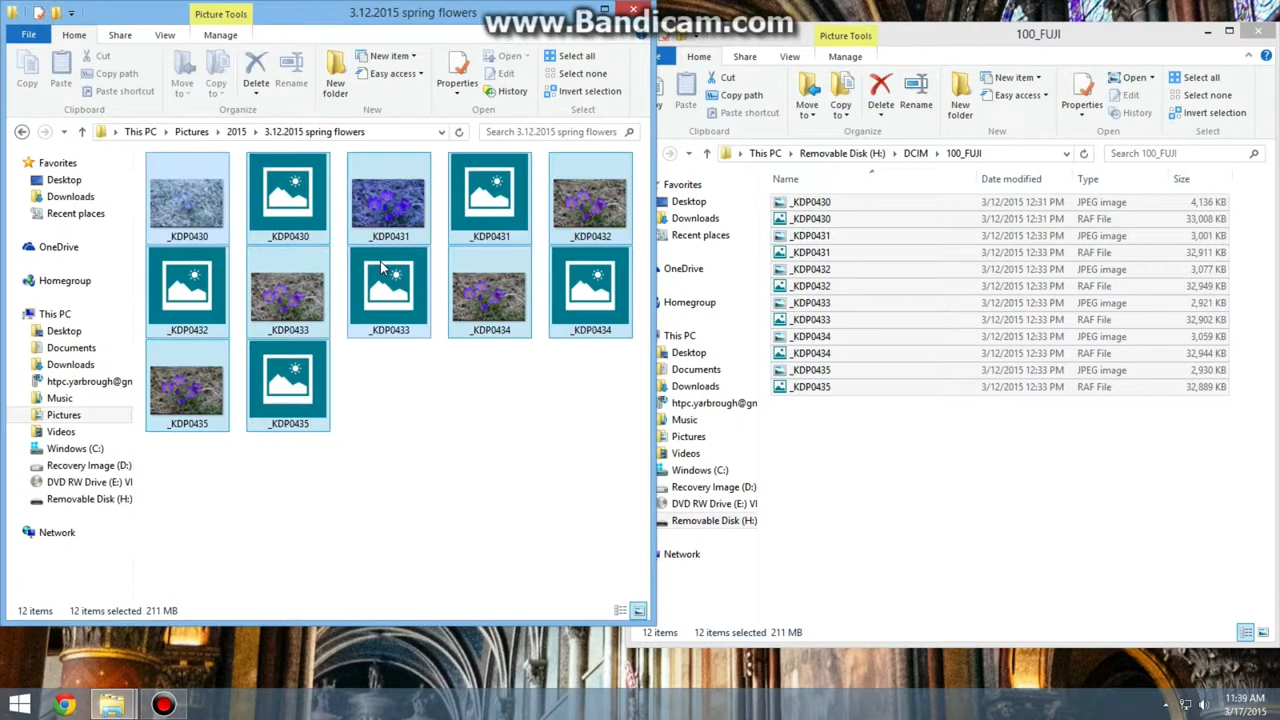 www.Bandicam.com
Picture Tools
3.12.2015 spring flowers
File
Home
Share
View
Manage
Copy
Paste
Cut
Copy path
Paste shortcut
Clipboard
Move to
Copy to
Delete
Rename
Organize
New folder
New item
Easy access
New
Properties
Open
Edit
History
Open
Select all
Select none
Invert selection
Select
This PC
Pictures
2015
3.12.2015 spring flowers
Search 3.12.2015 spring flowers
Favorites
Desktop
Downloads
Recent places
OneDrive
Homegroup
This PC
Desktop
Documents
Downloads
htpc.yarbrough@gn
Music
Pictures
Videos
Windows (C:)
Recovery Image (D:)
DVD RW Drive (E:) VI
Removable Disk (H:)
Network
_KDP0430
_KDP0430
_KDP0431
_KDP0431
_KDP0432
_KDP0432
_KDP0433
_KDP0433
_KDP0434
_KDP0434
_KDP0435
_KDP0435
12 items
12 items selected 211 MB
Picture Tools
100_FUJI
Home
Share
View
Manage
Paste
Cut
Copy path
Paste shortcut
Clipboard
Move to
Copy to
Delete
Rename
Organize
New folder
New item
Easy access
New
Properties
Open
Edit
History
Open
Select all
Select none
Invert selection
Select
This PC
Removable Disk (H:)
DCIM
100_FUJI
Search 100_FUJI
Favorites
Desktop
Downloads
Recent places
OneDrive
Homegroup
This PC
Desktop
Documents
Downloads
htpc.yarbrough@gn
Music
Pictures
Videos
Windows (C:)
Recovery Image (D:)
DVD RW Drive (E:) VI
Removable Disk (H:)
Network
Name Date modified Type Size
_KDP0430 3/12/2015 12:31 PM JPEG image 4,136 KB
_KDP0430 3/12/2015 12:31 PM RAF File 33,008 KB
_KDP0431 3/12/2015 12:31 PM JPEG image 3,001 KB
_KDP0431 3/12/2015 12:31 PM RAF File 32,911 KB
_KDP0432 3/12/2015 12:33 PM JPEG image 3,077 KB
_KDP0432 3/12/2015 12:33 PM RAF File 32,949 KB
_KDP0433 3/12/2015 12:33 PM JPEG image 2,921 KB
_KDP0433 3/12/2015 12:33 PM RAF File 32,902 KB
_KDP0434 3/12/2015 12:33 PM JPEG image 3,059 KB
_KDP0434 3/12/2015 12:33 PM RAF File 32,944 KB
_KDP0435 3/12/2015 12:33 PM JPEG image 2,930 KB
_KDP0435 3/12/2015 12:33 PM RAF File 32,889 KB
12 items
12 items selected 211 MB
11:39 AM
3/17/2015